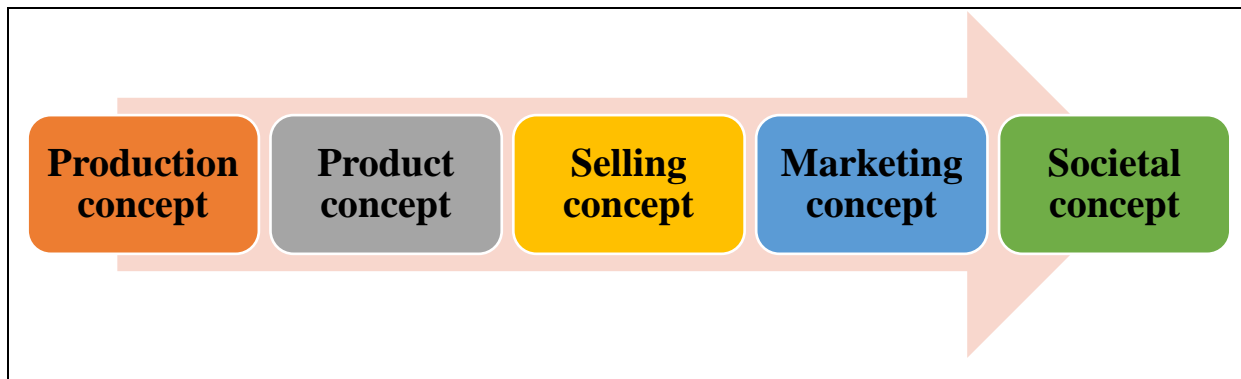 Production
concept
Product
concept
Selling
concept
Marketing
concept
Societal
concept